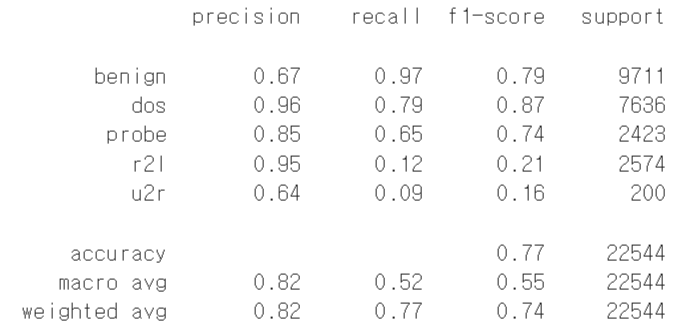 precision recall f1-score support
benign 0.67 0.97 0.79 9711
dos 0.96 0.79 0.87 7636
probe 0.85 0.65 0.74 2423
r2l 0.95 0.12 0.21 2574
u2r 0.64 0.09 0.16 200
accuracy 0.77 22544
macro avg 0.82 0.52 0.55 22544
weighted avg 0.82 0.77 0.74 22544